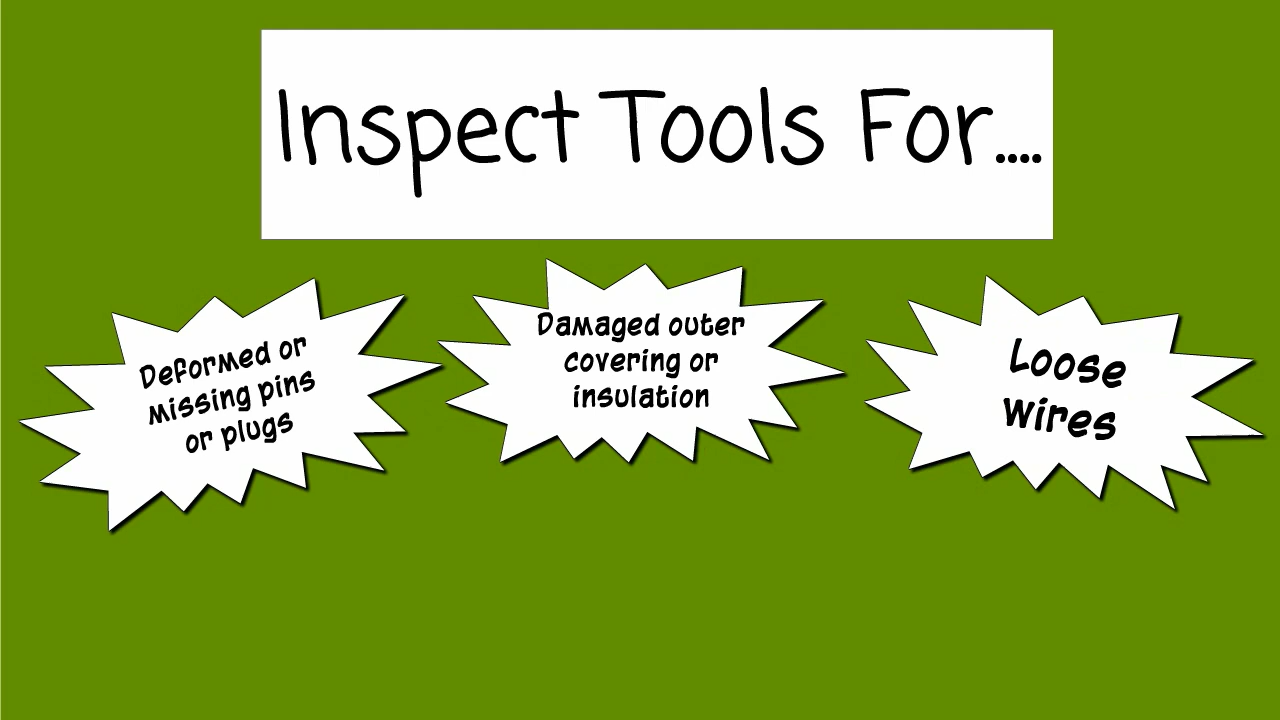 Inspect Tools For....
Deformed or
missing pins
or plugs
Damaged outer
covering or
insulation
Loose
Wires